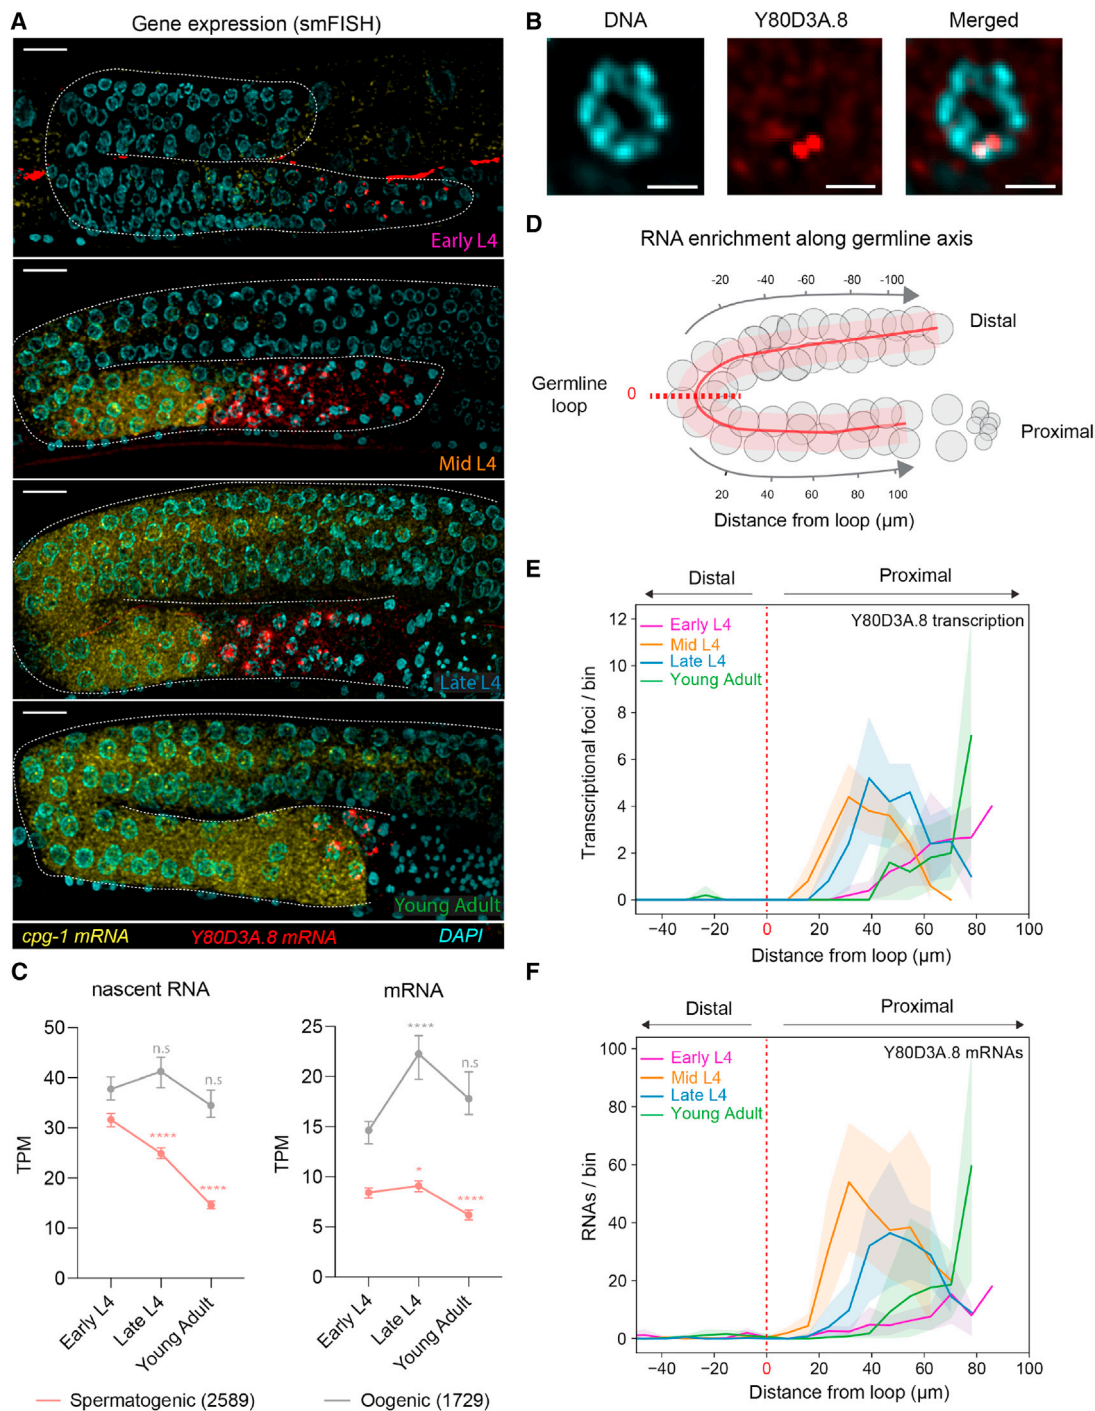 A
Gene expression (smFISH)
Early L4
Mid L4
Late L4
Young Adult
cpg-1 mRNA
Y80D3A.8 mRNA
DAPI
B
DNA
Y80D3A.8
Merged
D
RNA enrichment along germline axis
-20
-40
-60
-80
-100
Distal
Germline
loop
0
Proximal
20
40
60
80
100
Distance from loop (µm)
C
nascent RNA
50
40
30
20
10
0
TPM
n.s
n.s
****
****
Early L4
Late L4
Young Adult
mRNA
25
20
15
10
5
0
TPM
****
n.s
*
****
Early L4
Late L4
Young Adult
Spermatogenic (2589)
Oogenic (1729)
E
Distal
Proximal
Y80D3A.8 transcription
Early L4
Mid L4
Late L4
Young Adult
12
10
8
6
4
2
0
Transcriptional foci / bin
−40
−20
0
20
40
60
80
100
Distance from loop (µm)
F
Distal
Proximal
Y80D3A.8 mRNAs
Early L4
Mid L4
Late L4
Young Adult
100
80
60
40
20
0
RNAs / bin
−40
−20
0
20
40
60
80
100
Distance from loop (µm)